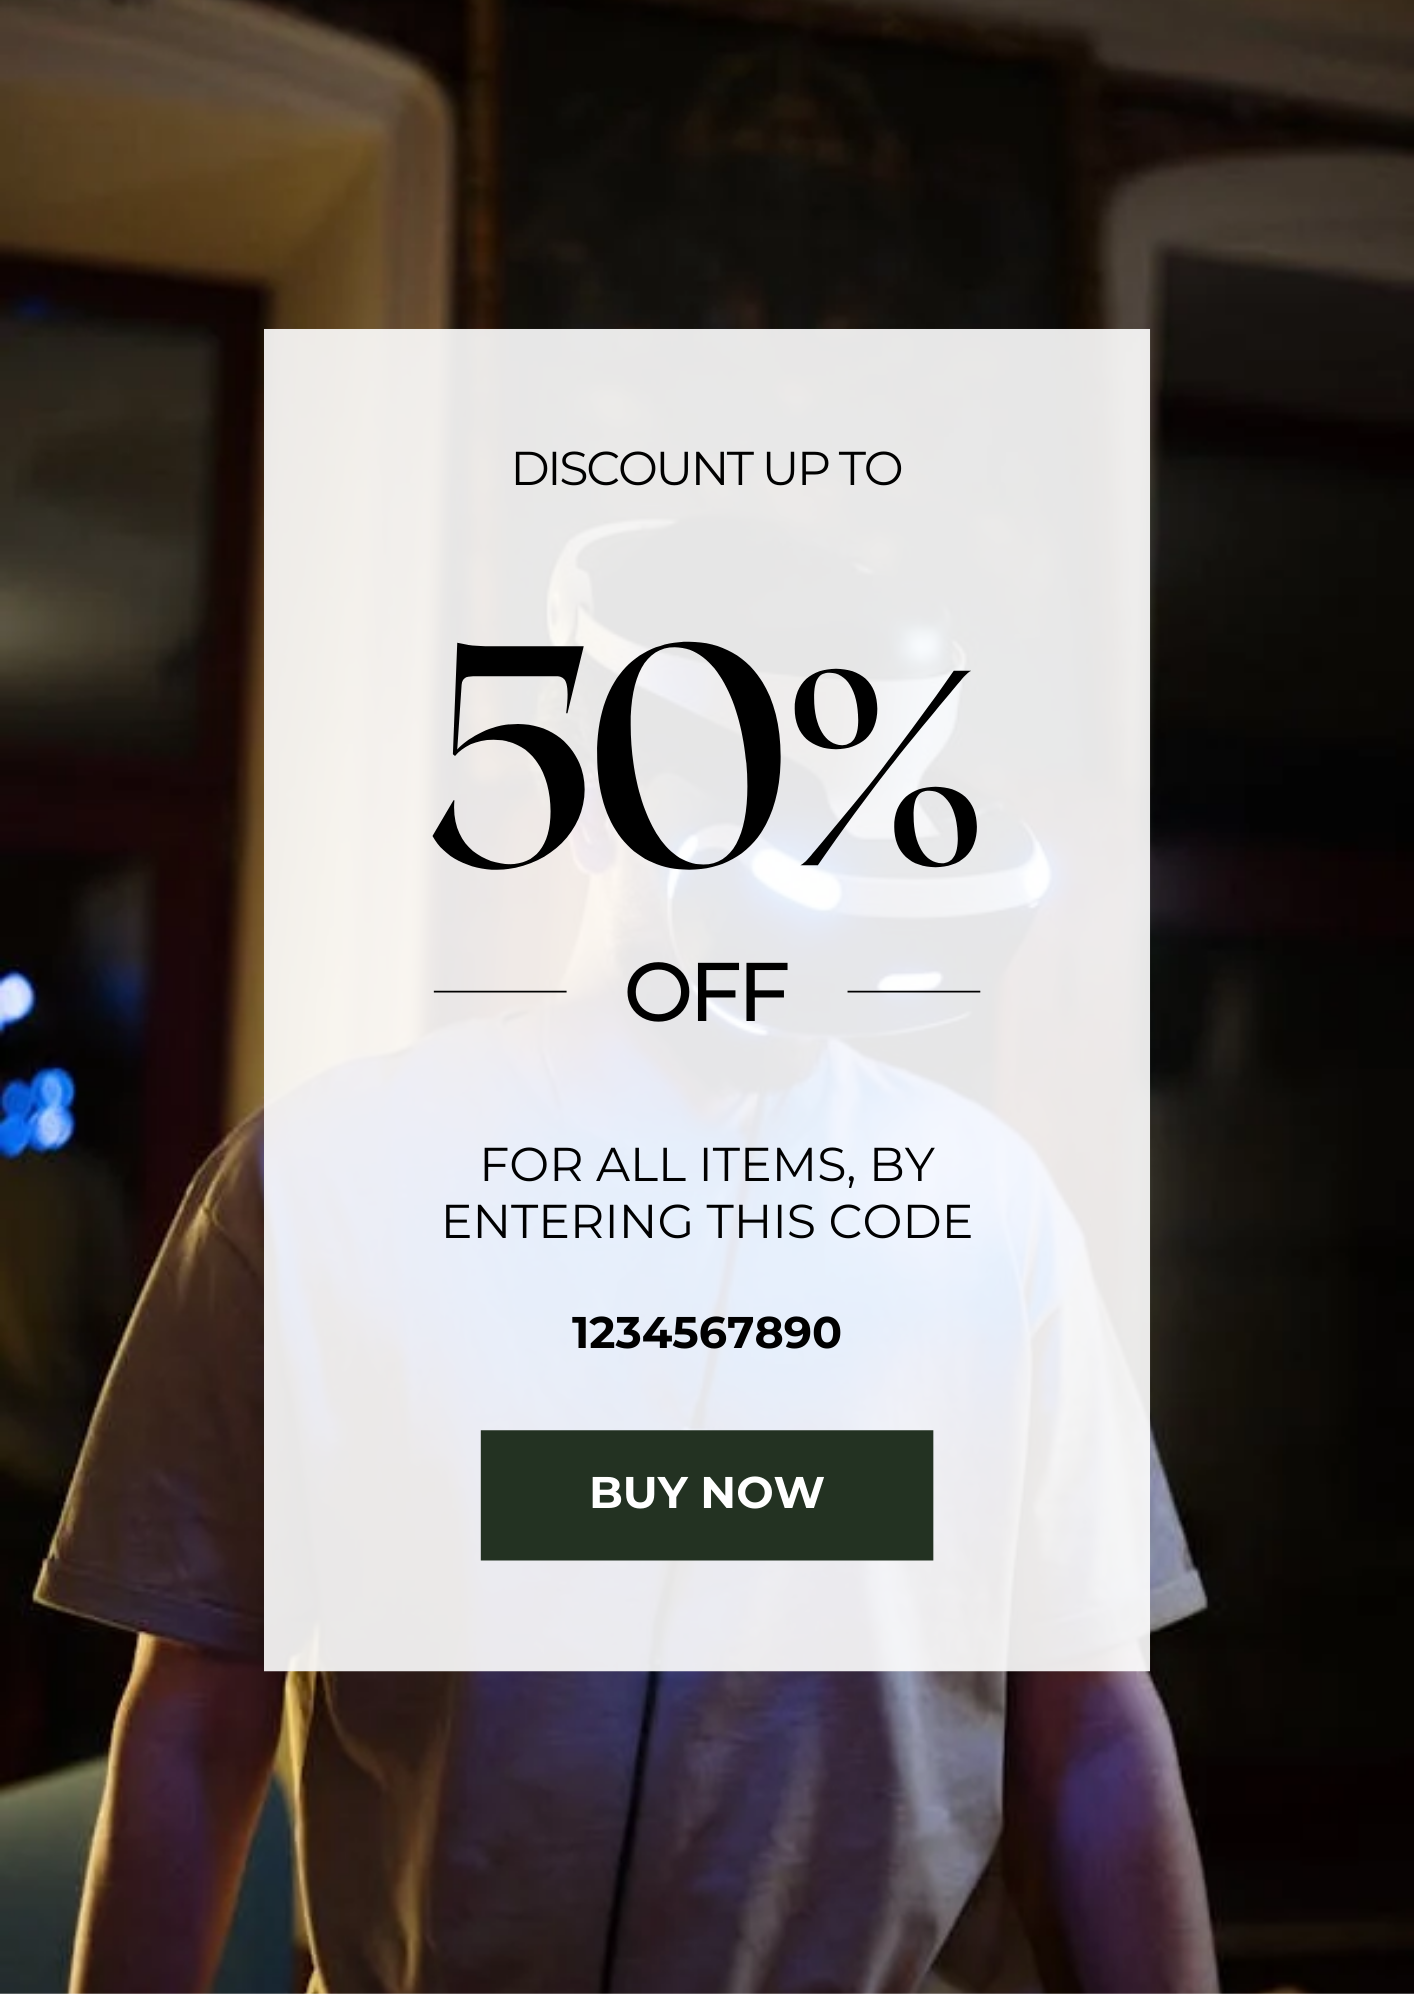 DISCOUNT UP TO
50%
OFF
FOR ALL ITEMS, BY
ENTERING THIS CODE
1234567890
BUY NOW